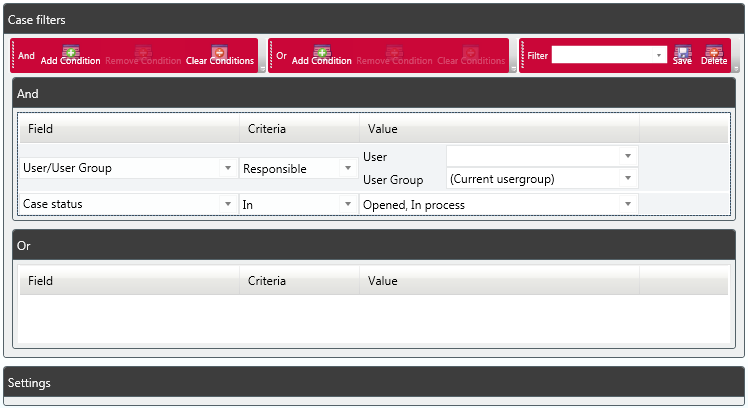 Case filters
And Add Condition Remove Condition Clear Conditions Or Add Condition Remove Condition Clear Conditions Filter Save Delete
And
Field Criteria Value
User/User Group Responsible User
User Group (Current usergroup)
Case status In Opened, In process
Or
Field Criteria Value
Settings